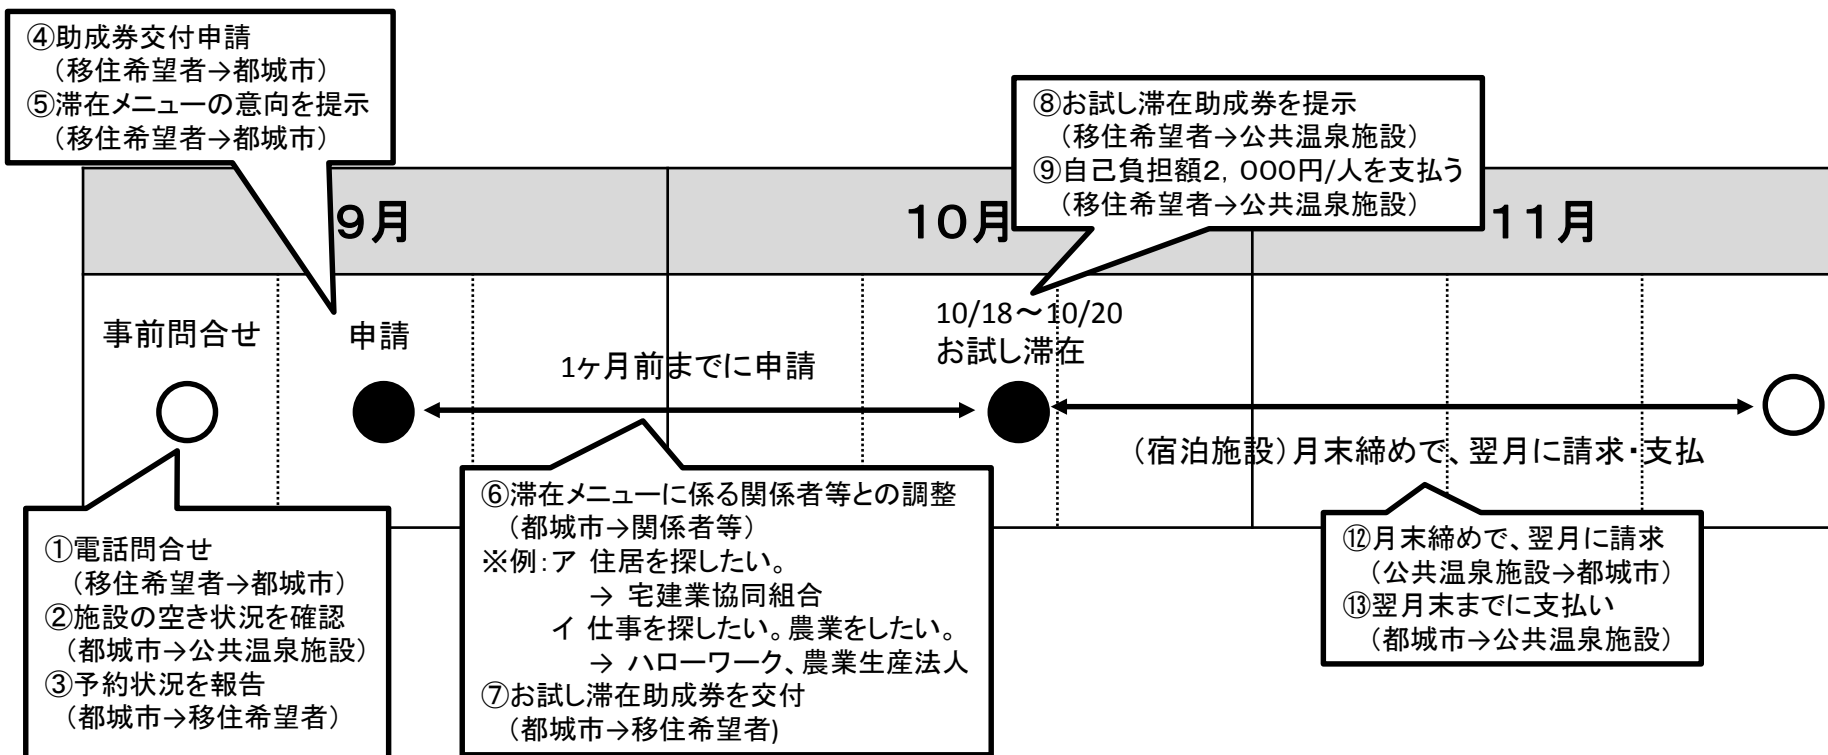 ④助成券交付申請
（移住希望者→都城市）
⑤滞在メニューの意向を提示
（移住希望者→都城市）
⑧お試し滞在助成券を提示
（移住希望者→公共温泉施設）
⑨自己負担額２，０００円/人を支払う
（移住希望者→公共温泉施設）
９月
１０月
１１月
事前問合せ
申請
1ヶ月前までに申請
10/18～10/20
お試し滞在
（宿泊施設）月末締めで、翌月に請求・支払
①電話問合せ
（移住希望者→都城市）
②施設の空き状況を確認
（都城市→公共温泉施設）
③予約状況を報告
（都城市→移住希望者）
⑥滞在メニューに係る関係者等との調整
（都城市→関係者等）
※例：ア 住居を探したい。
→ 宅建業協同組合
イ 仕事を探したい。農業をしたい。
→ ハローワーク、農業生産法人
⑦お試し滞在助成券を交付
（都城市→移住希望者)
⑫月末締めで、翌月に請求
（公共温泉施設→都城市）
⑬翌月末までに支払い
（都城市→公共温泉施設）